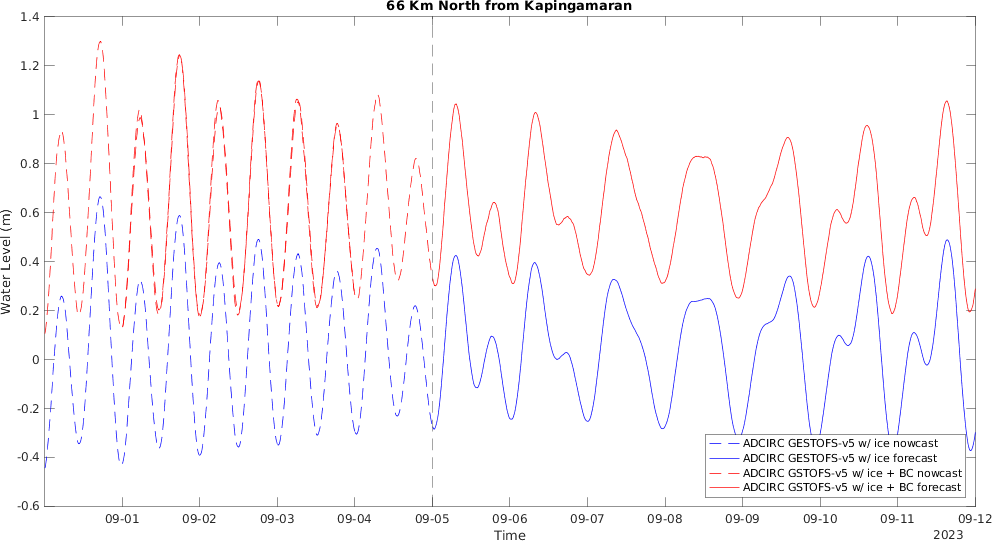 66 Km North from Kapingamaran
1.4
1.2
1
0.8
0.6
0.4
0.2
0
-0.2
-0.4
-0.6
Water Level (m)
ADCIRC GESTOFS-v5 w/ ice nowcast
ADCIRC GESTOFS-v5 w/ ice forecast
ADCIRC GSTOFS-v5 w/ ice + BC nowcast
ADCIRC GSTOFS-v5 w/ ice + BC forecast
09-01 09-02 09-03 09-04 09-05 09-06 09-07 09-08 09-09 09-10 09-11 09-12
Time
2023